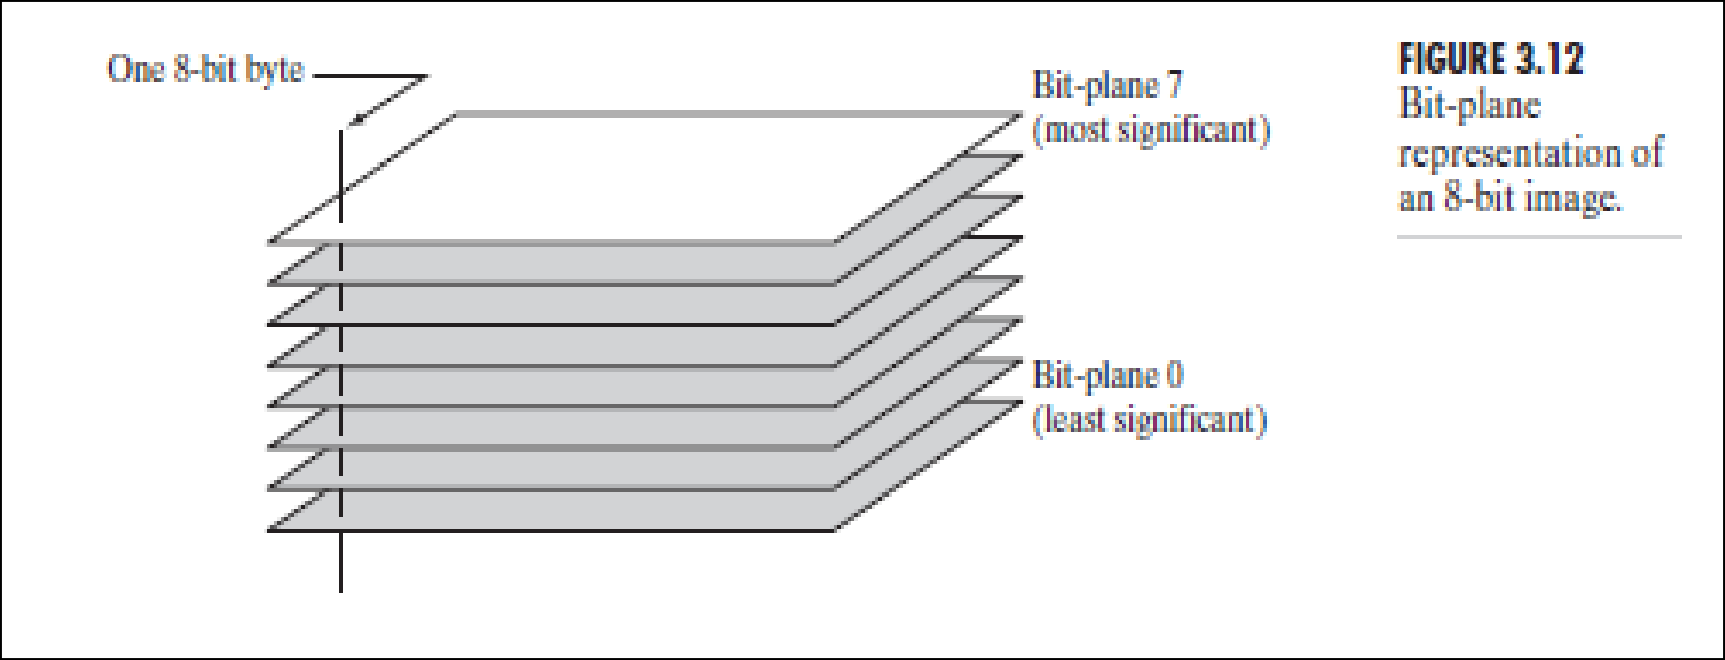 One 8-bit byte
Bit-plane 7
(most significant)
Bit-plane 0
(least significant)
FIGURE 3.12
Bit-plane
representation of
an 8-bit image.